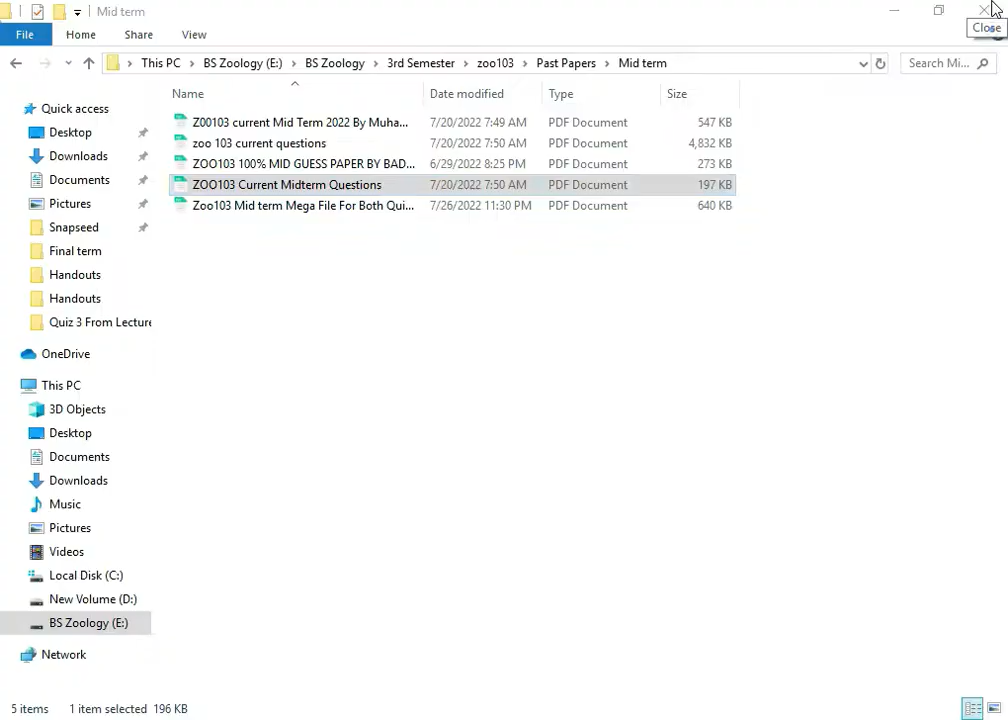 Mid term
Close
File Home Share View
This PC BS Zoology (E:) BS Zoology 3rd Semester zoo103 Past Papers Mid term Search Mi...
Name Date modified Type Size
Z00103 current Mid Term 2022 By Muha... 7/20/2022 7:49 AM PDF Document 547 KB
zoo 103 current questions 7/20/2022 7:50 AM PDF Document 4,832 KB
ZOO103 100% MID GUESS PAPER BY BAD... 6/29/2022 8:25 PM PDF Document 273 KB
ZOO103 Current Midterm Questions 7/20/2022 7:50 AM PDF Document 197 KB
Zoo103 Mid term Mega File For Both Qui... 7/26/2022 11:30 PM PDF Document 640 KB
Quick access
Desktop
Downloads
Documents
Pictures
Snapseed
Final term
Handouts
Handouts
Quiz 3 From Lecture
OneDrive
This PC
3D Objects
Desktop
Documents
Downloads
Music
Pictures
Videos
Local Disk (C:)
New Volume (D:)
BS Zoology (E:)
Network
5 items 1 item selected 196 KB